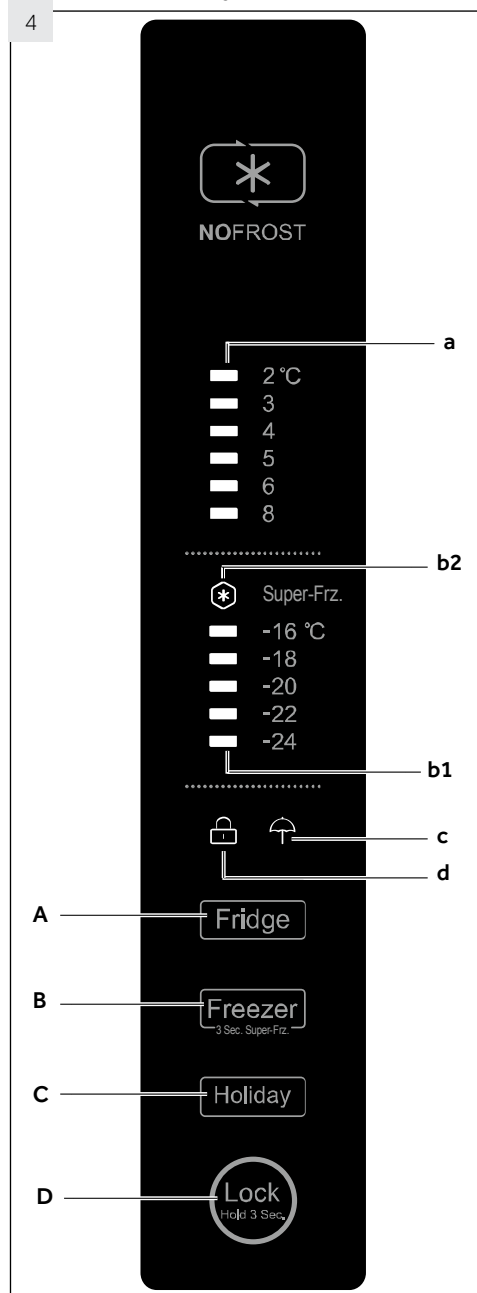 4
NOFROST
a
2 °C
3
4
5
6
8
b2
Super-Frz.
-16 °C
-18
-20
-22
-24
b1
c
d
A
Fridge
B
Freezer
3 Sec. Super-Frz.
C
Holiday
D
Lock
Hold 3 Sec.